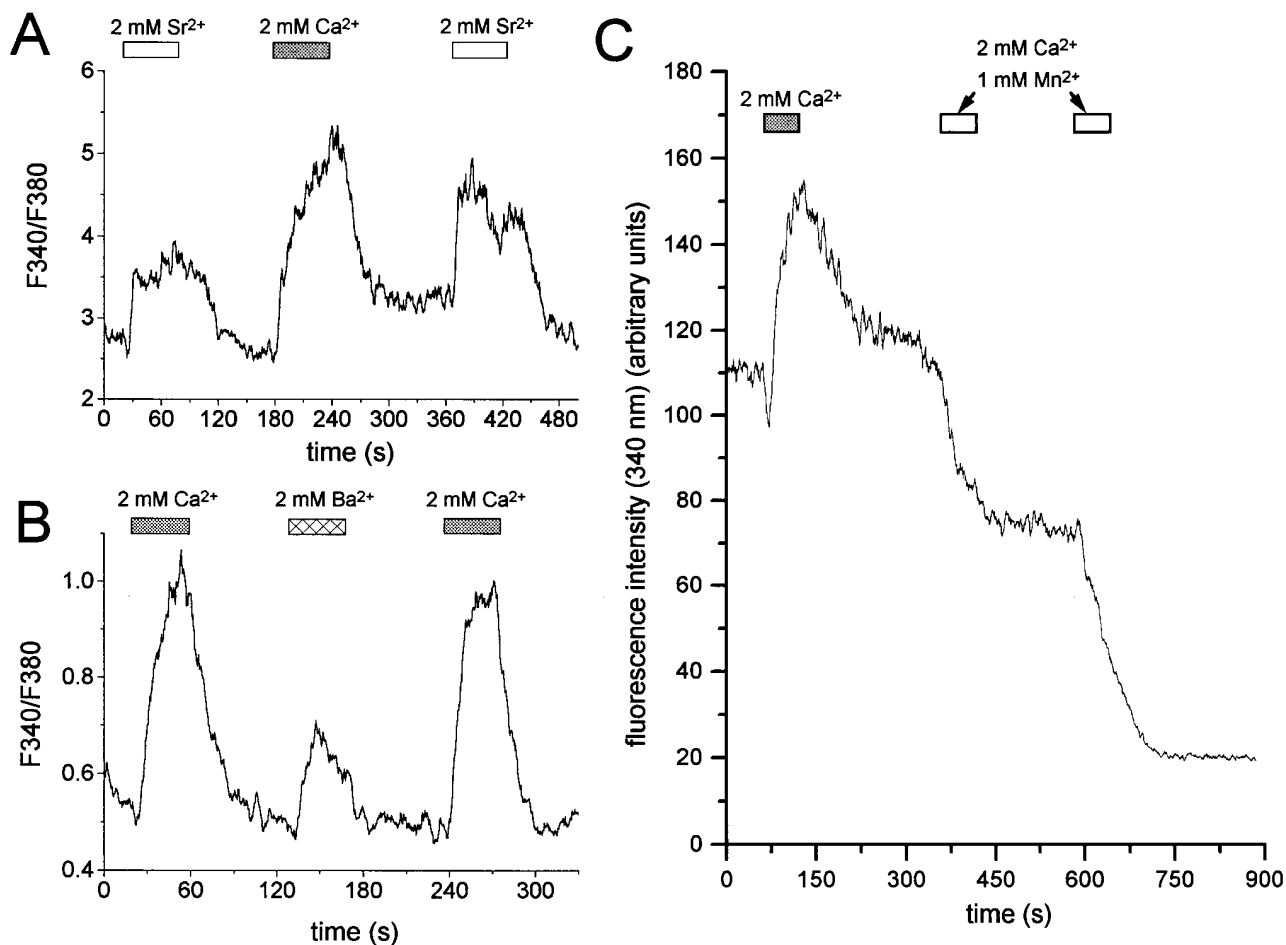 A
2 mM Sr²⁺ 2 mM Ca²⁺ 2 mM Sr²⁺
6
5
4
3
2
F340/F380
0 60 120 180 240 300 360 420 480
time (s)
B
2 mM Ca²⁺ 2 mM Ba²⁺ 2 mM Ca²⁺
1.0
0.8
0.6
0.4
F340/F380
0 60 120 180 240 300
time (s)
C
2 mM Ca²⁺
1 mM Mn²⁺
2 mM Ca²⁺
180
160
140
120
100
80
60
40
20
0
fluorescence intensity (340 nm) (arbitrary units)
0 150 300 450 600 750 900
time (s)